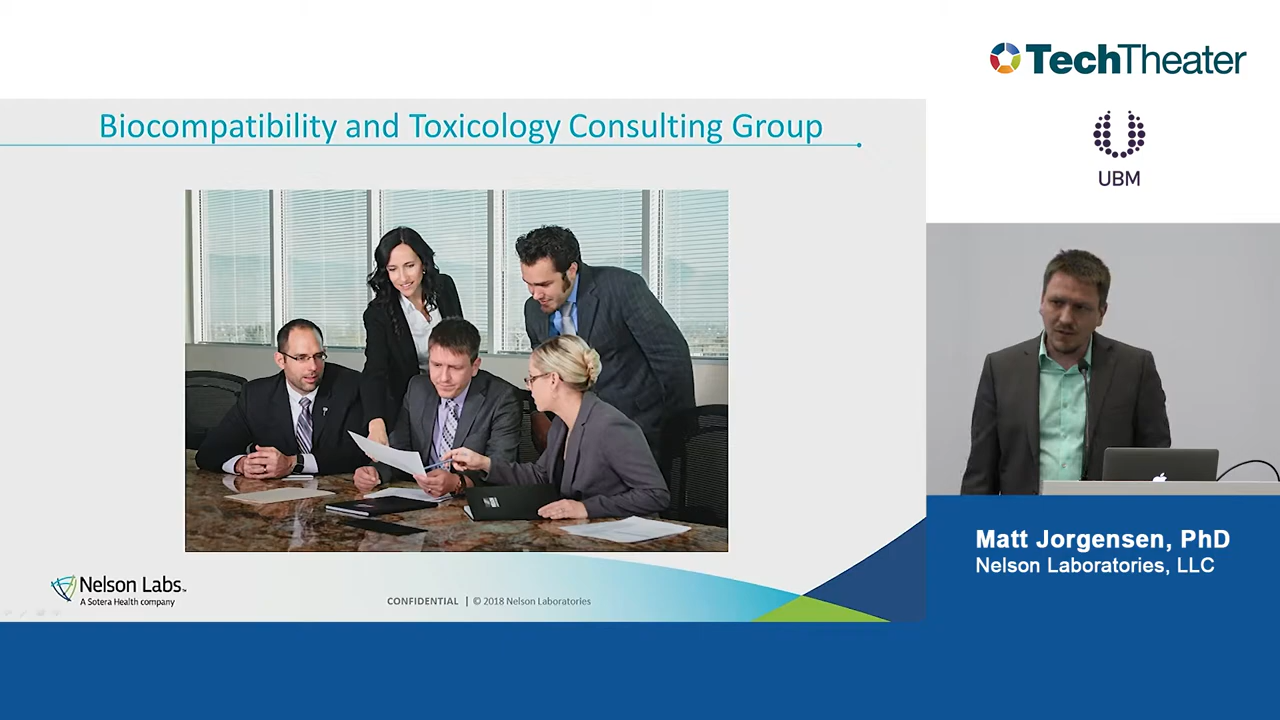 TechTheater
UBM
Biocompatibility and Toxicology Consulting Group
Matt Jorgensen, PhD
Nelson Laboratories, LLC
Nelson Labs™
A Sotera Health company
CONFIDENTIAL | © 2018 Nelson Laboratories